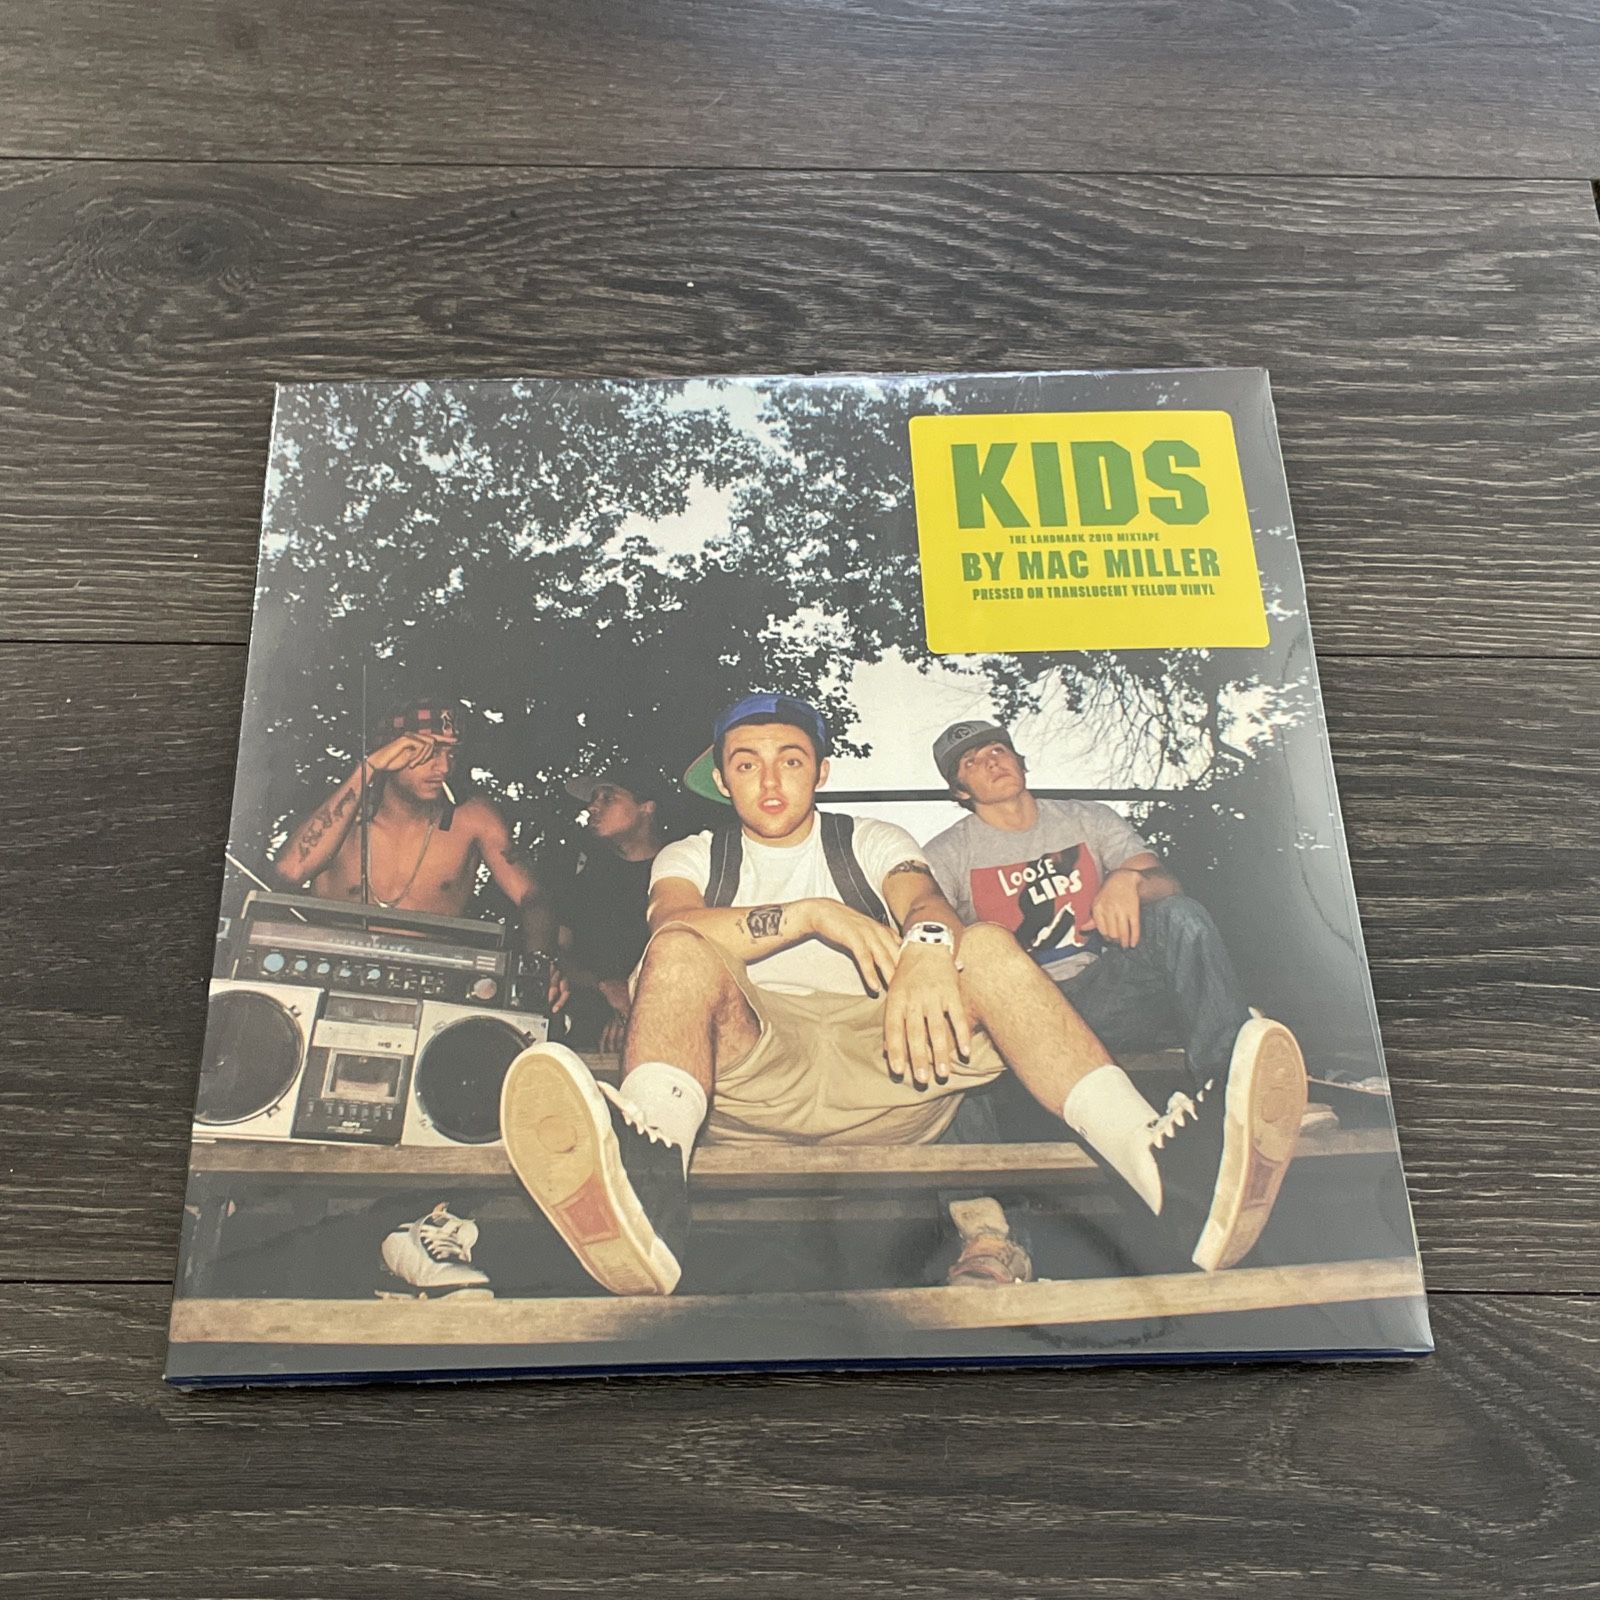 KIDS
THE LANDMARK 2010 MIXTAPE
BY MAC MILLER
PRESSED ON TRANSLUCENT YELLOW VINYL
LOOSE
LIPS